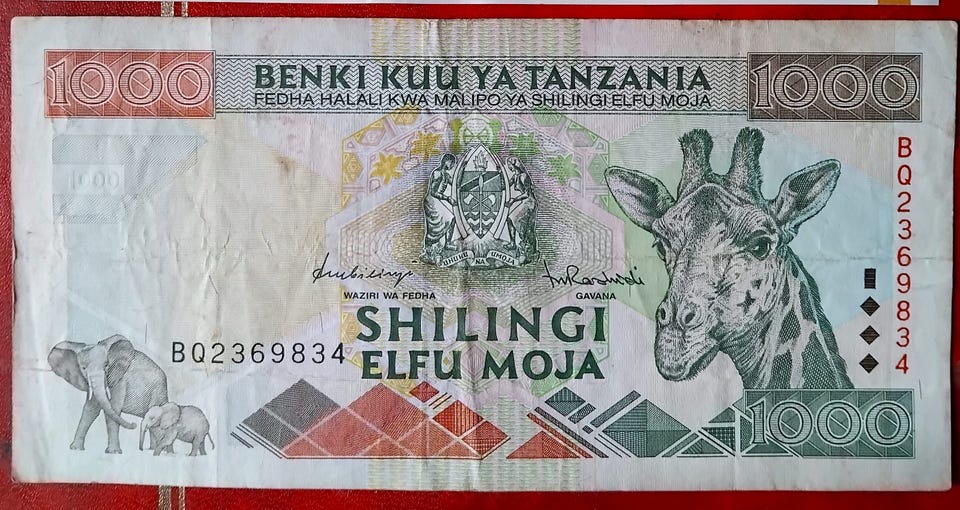 1000
BENKI KUU YA TANZANIA
1000
FEDHA HALALI KWA MALIPO YA SHILINGI ELFU MOJA
1000
UHURU NA UMOJA
WAZIRI WA FEDHA
GAVANA
SHILINGI
ELFU MOJA
BQ2369834
BQ2369834
1000